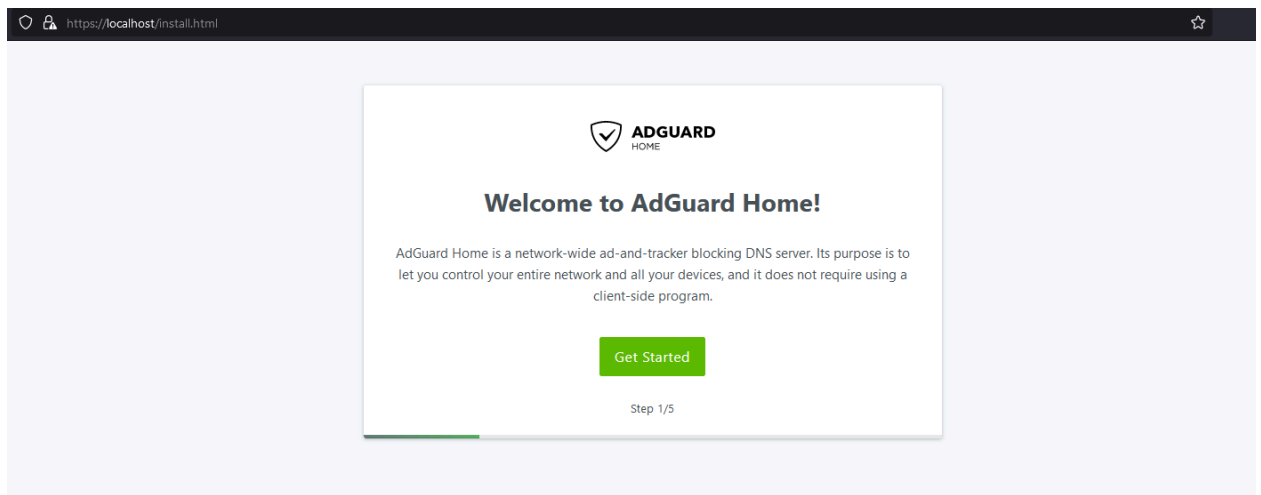 https://localhost/install.html
ADGUARD
HOME
Welcome to AdGuard Home!
AdGuard Home is a network-wide ad-and-tracker blocking DNS server. Its purpose is to
let you control your entire network and all your devices, and it does not require using a
client-side program.
Get Started
Step 1/5